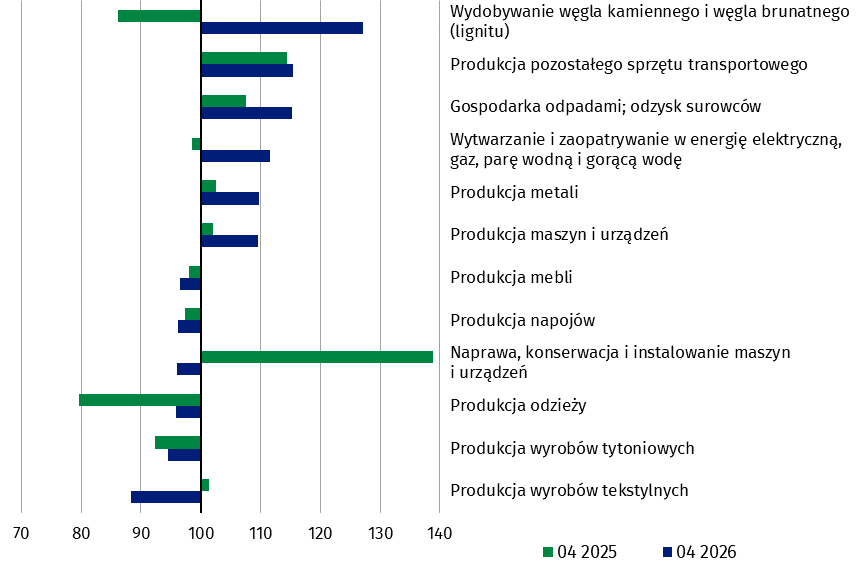 Wydobywanie węgla kamiennego i węgla brunatnego
(lignitu)
Produkcja pozostałego sprzętu transportowego
Gospodarka odpadami; odzysk surowców
Wytwarzanie i zaopatrywanie w energię elektryczną,
gaz, parę wodną i gorącą wodę
Produkcja metali
Produkcja maszyn i urządzeń
Produkcja mebli
Produkcja napojów
Naprawa, konserwacja i instalowanie maszyn
i urządzeń
Produkcja odzieży
Produkcja wyrobów tytoniowych
Produkcja wyrobów tekstylnych
70 80 90 100 110 120 130 140
04 2025 04 2026